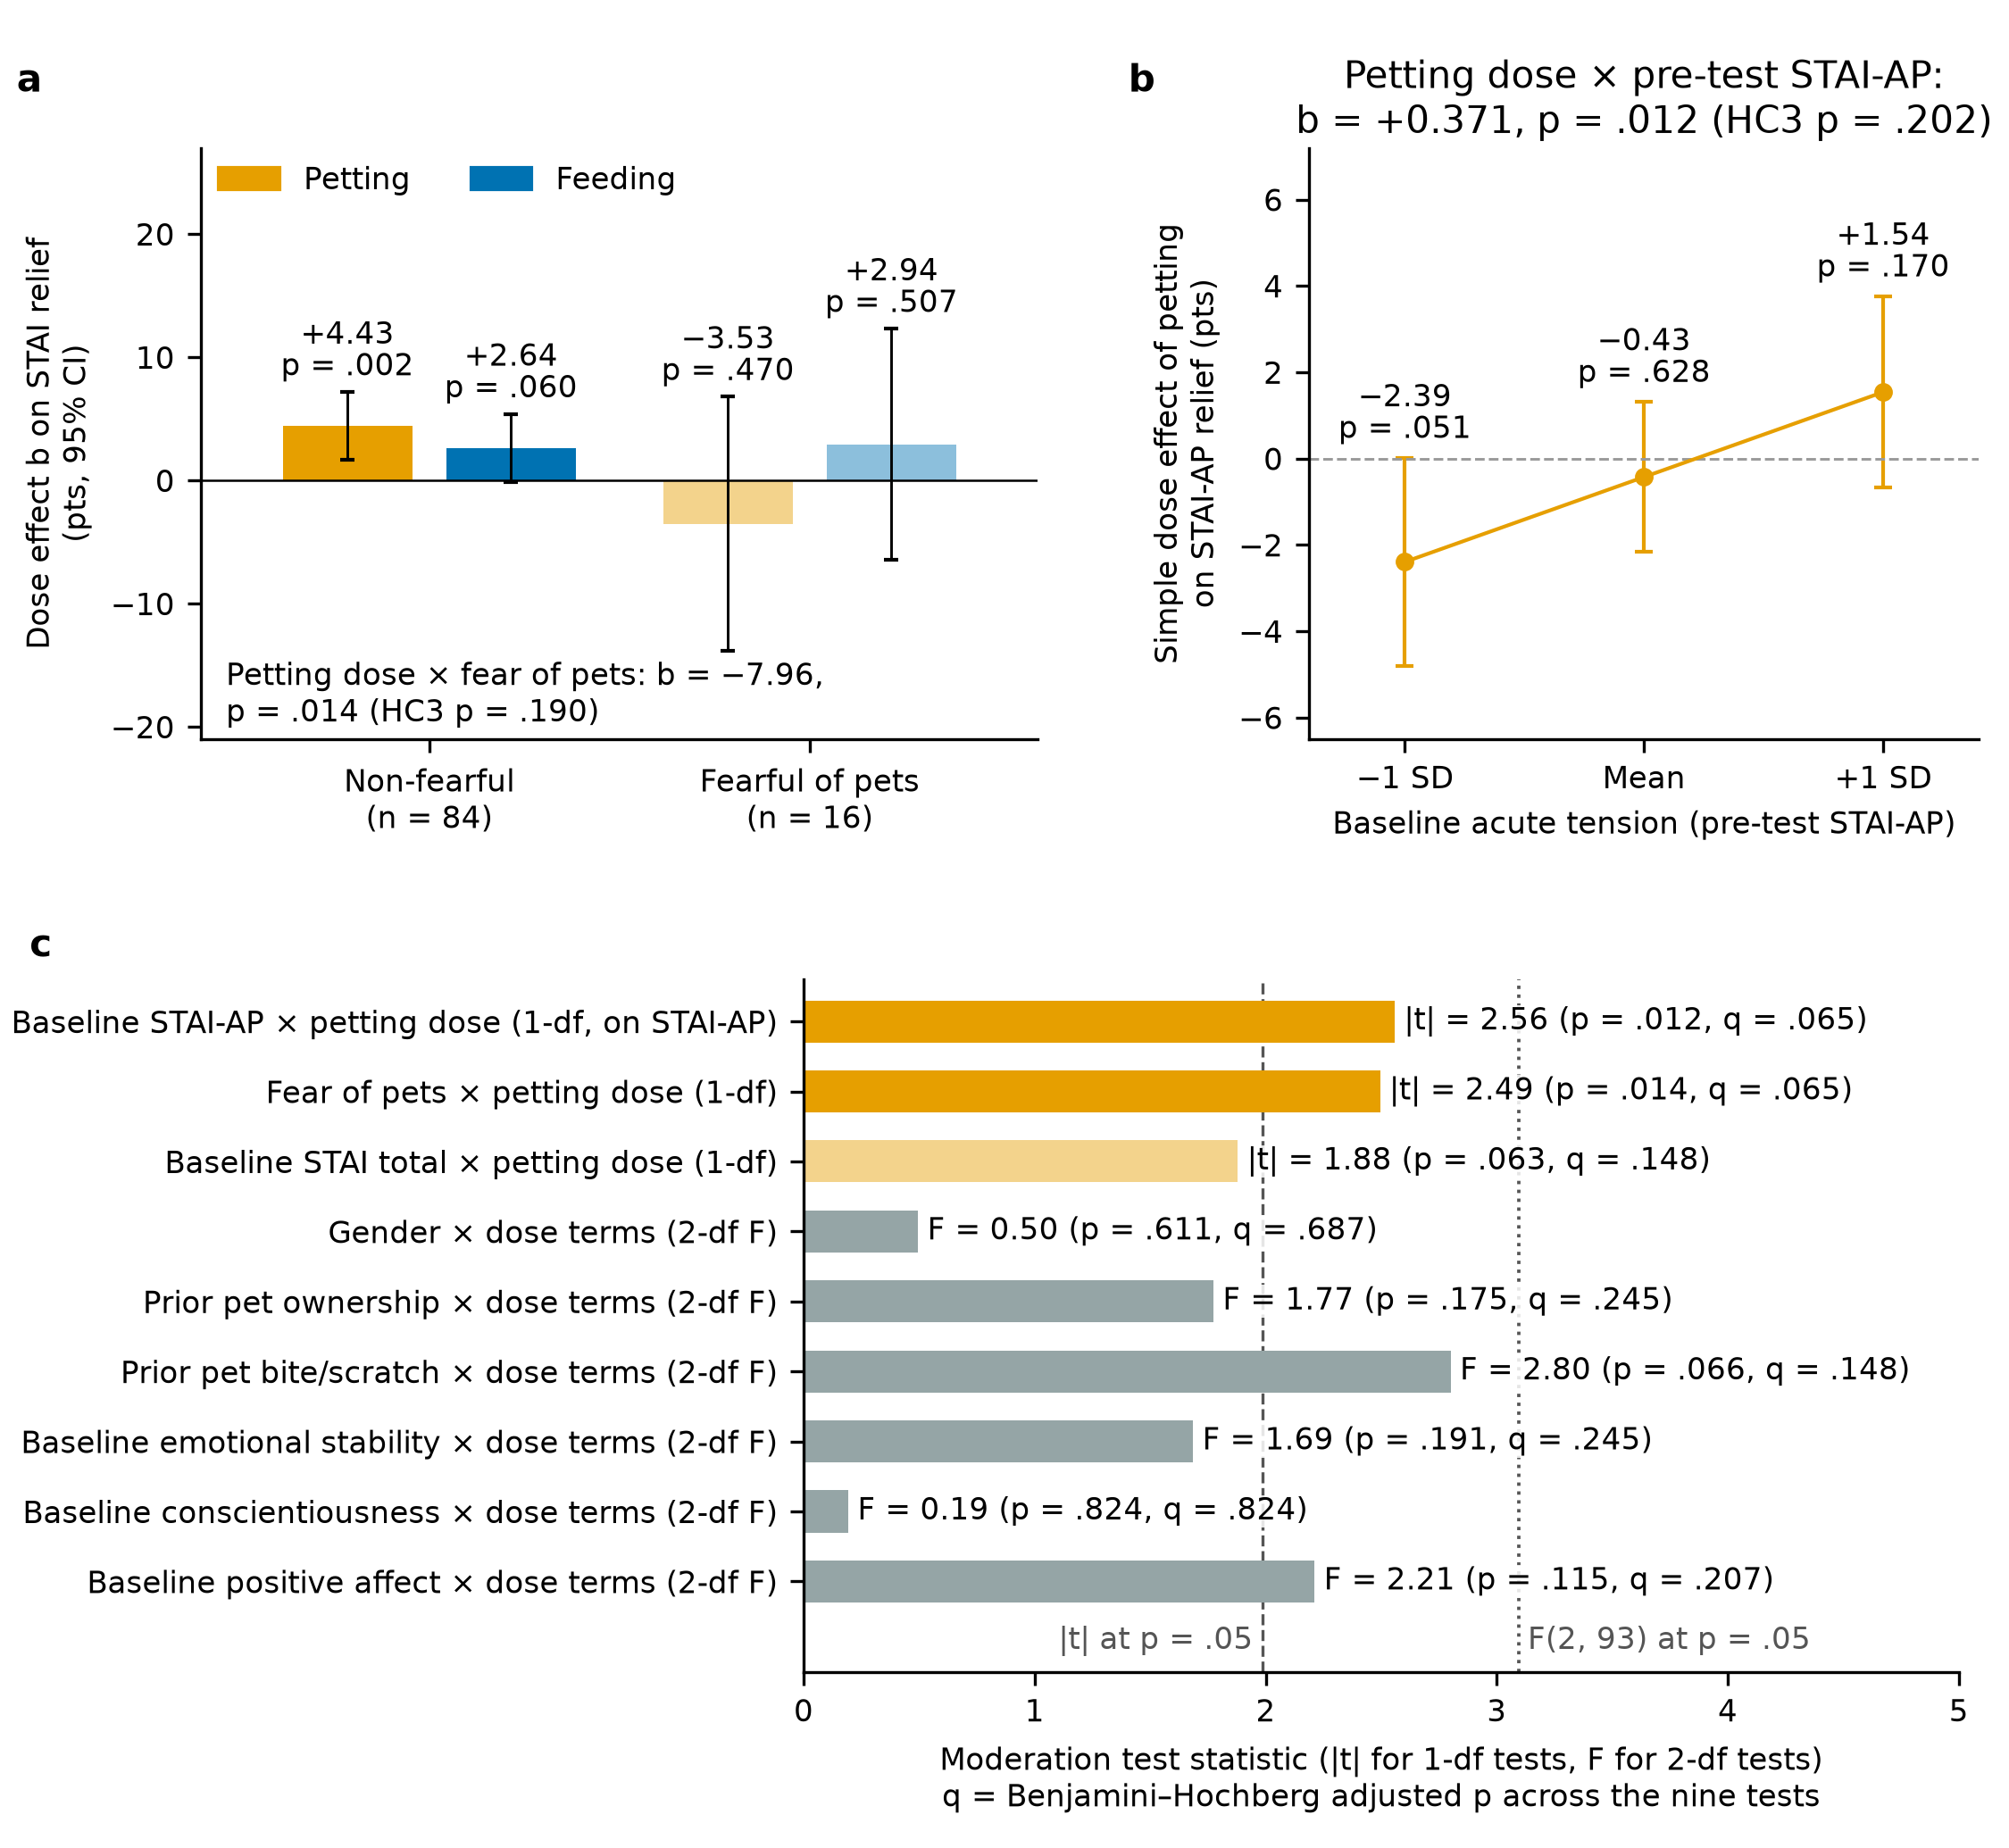 a
Petting
Feeding
Dose effect b on STAI relief
(pts, 95% CI)
20
10
0
−10
−20
+4.43
p = .002
+2.64
p = .060
−3.53
p = .470
+2.94
p = .507
Petting dose × fear of pets: b = −7.96,
p = .014 (HC3 p = .190)
Non-fearful
(n = 84)
Fearful of pets
(n = 16)
b
Petting dose × pre-test STAI-AP:
b = +0.371, p = .012 (HC3 p = .202)
Simple dose effect of petting
on STAI-AP relief (pts)
6
4
2
0
−2
−4
−6
−2.39
p = .051
−0.43
p = .628
+1.54
p = .170
−1 SD
Mean
+1 SD
Baseline acute tension (pre-test STAI-AP)
c
Baseline STAI-AP × petting dose (1-df, on STAI-AP)
|t| = 2.56 (p = .012, q = .065)
Fear of pets × petting dose (1-df)
|t| = 2.49 (p = .014, q = .065)
Baseline STAI total × petting dose (1-df)
|t| = 1.88 (p = .063, q = .148)
Gender × dose terms (2-df F)
F = 0.50 (p = .611, q = .687)
Prior pet ownership × dose terms (2-df F)
F = 1.77 (p = .175, q = .245)
Prior pet bite/scratch × dose terms (2-df F)
F = 2.80 (p = .066, q = .148)
Baseline emotional stability × dose terms (2-df F)
F = 1.69 (p = .191, q = .245)
Baseline conscientiousness × dose terms (2-df F)
F = 0.19 (p = .824, q = .824)
Baseline positive affect × dose terms (2-df F)
F = 2.21 (p = .115, q = .207)
|t| at p = .05
F(2, 93) at p = .05
0
1
2
3
4
5
Moderation test statistic (|t| for 1-df tests, F for 2-df tests)
q = Benjamini–Hochberg adjusted p across the nine tests